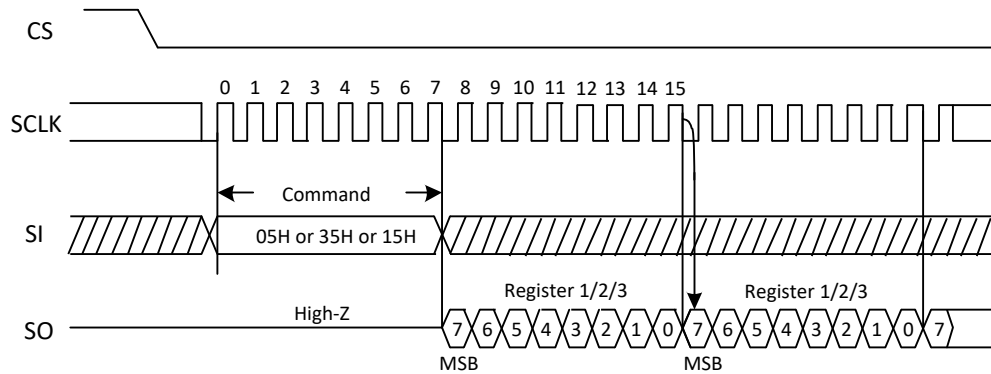 CS
0 1 2 3 4 5 6 7 8 9 10 11 12 13 14 15
SCLK
Command
SI
05H or 35H or 15H
Register 1/2/3 Register 1/2/3
High-Z
SO
7 6 5 4 3 2 1 0 7 6 5 4 3 2 1 0 7
MSB MSB